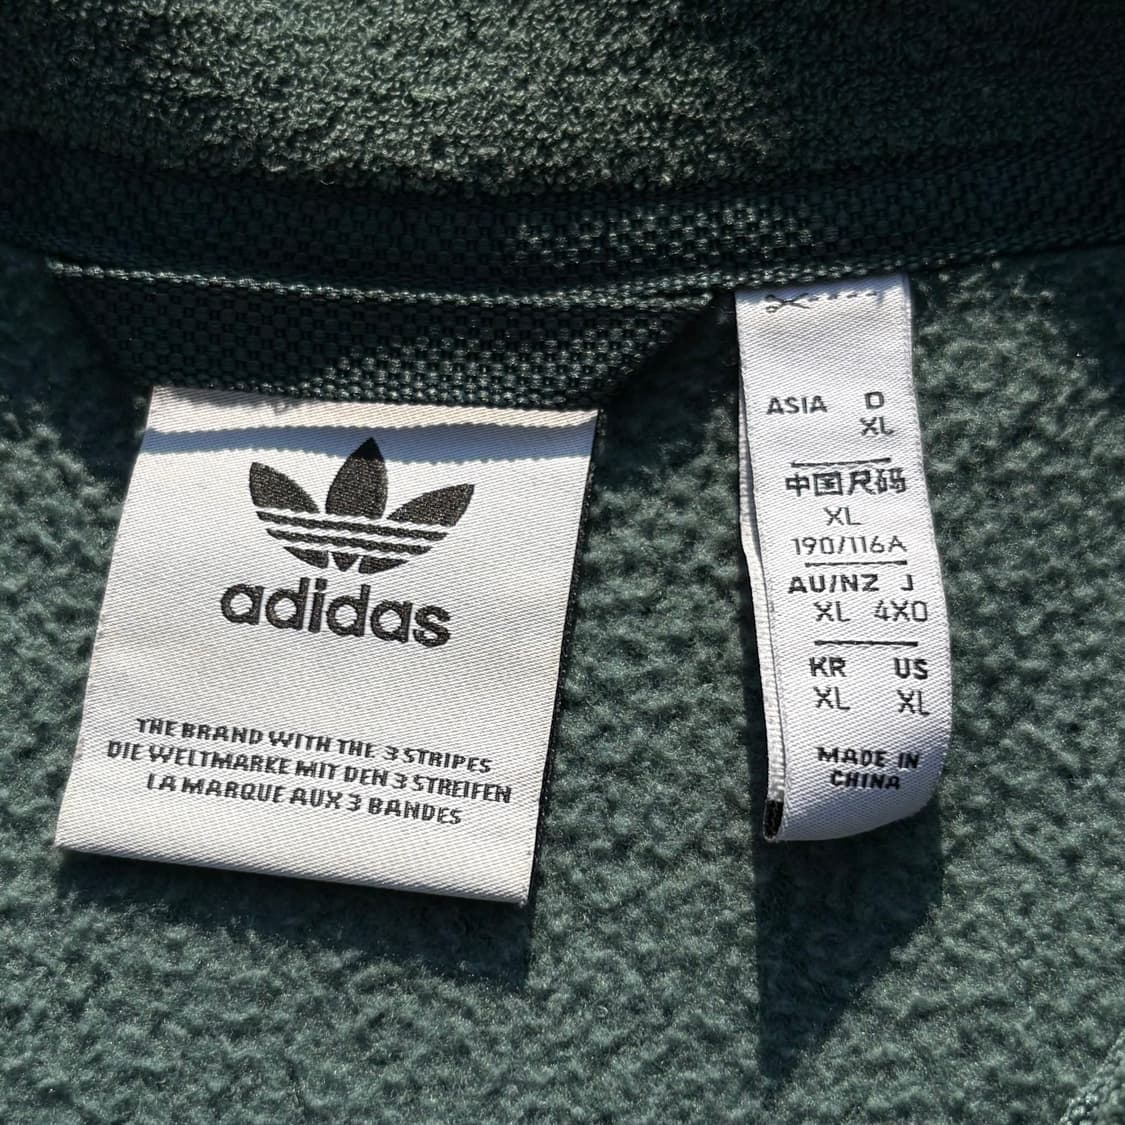 adidas
THE BRAND WITH THE 3 STRIPES
DIE WELTMARKE MIT DEN 3 STREIFEN
LA MARQUE AUX 3 BANDES
ASIA D
XL
中国尺码
XL
190/116A
AU/NZ J
XL 4XO
KR US
XL XL
MADE IN
CHINA